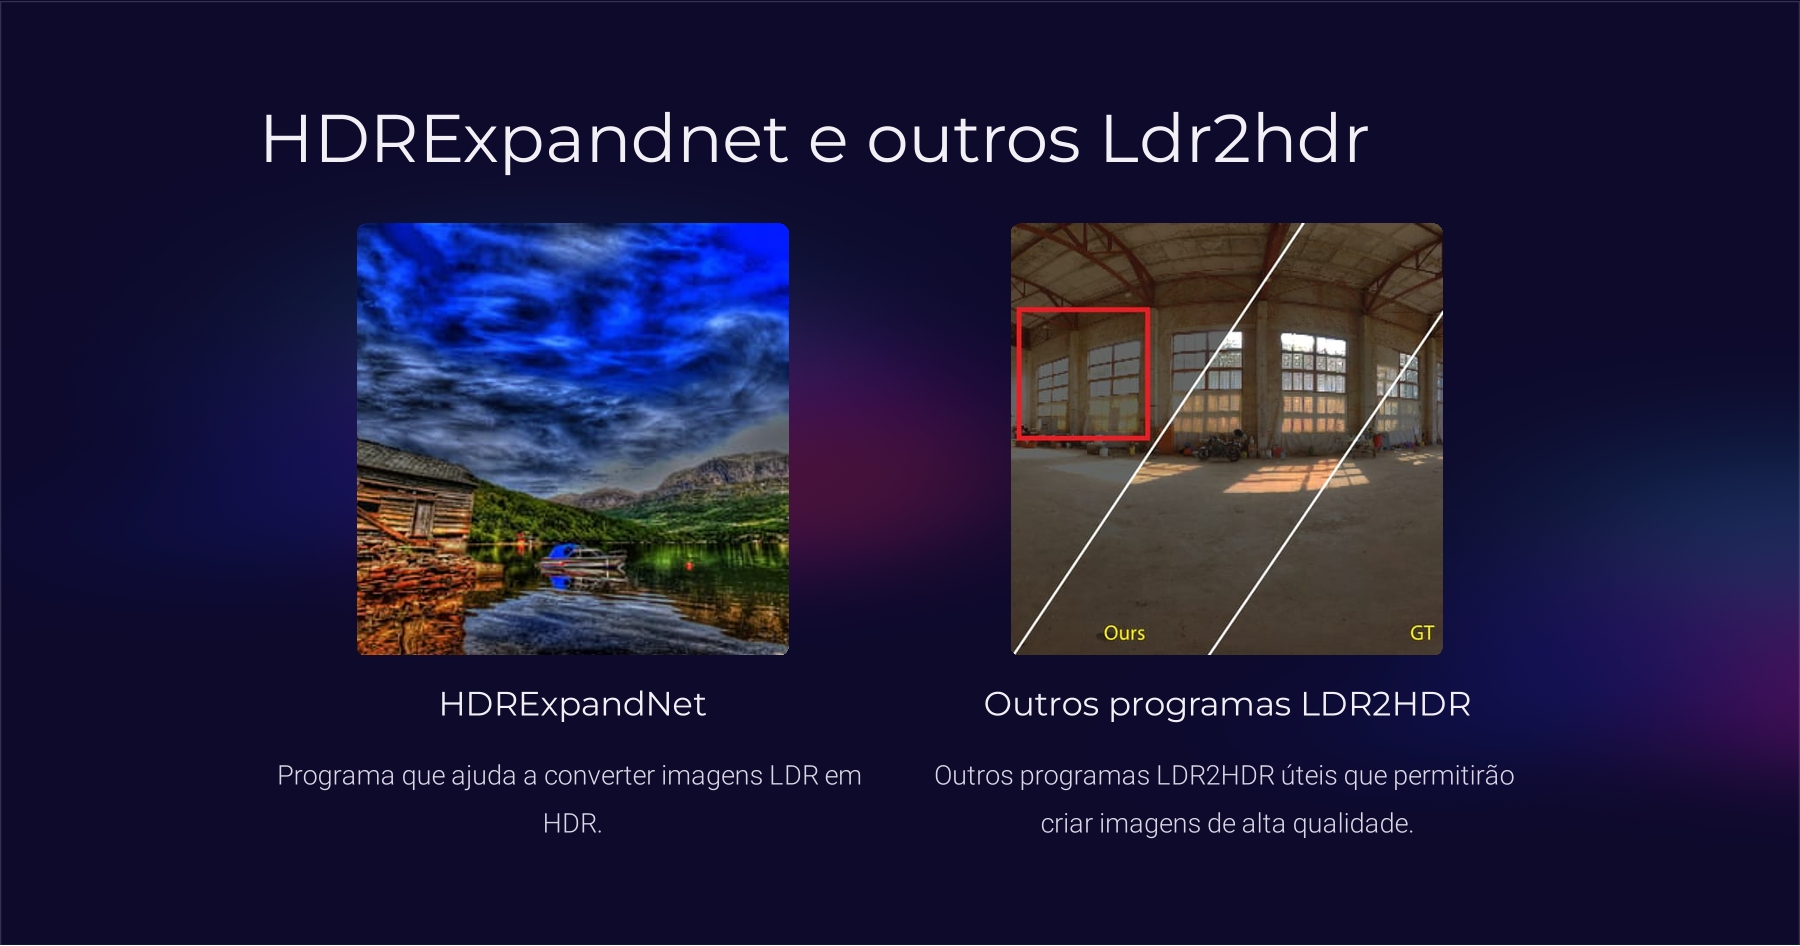 HDRExpandnet e outros Ldr2hdr
Ours
GT
HDRExpandNet
Outros programas LDR2HDR
Programa que ajuda a converter imagens LDR em
HDR.
Outros programas LDR2HDR úteis que permitirão
criar imagens de alta qualidade.